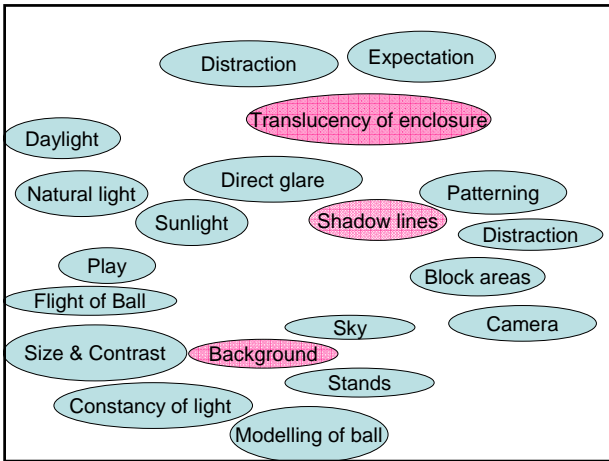 Distraction
Expectation
Translucency of enclosure
Daylight
Direct glare
Natural light
Patterning
Sunlight
Shadow lines
Distraction
Play
Block areas
Flight of Ball
Sky
Camera
Size & Contrast
Background
Stands
Constancy of light
Modelling of ball